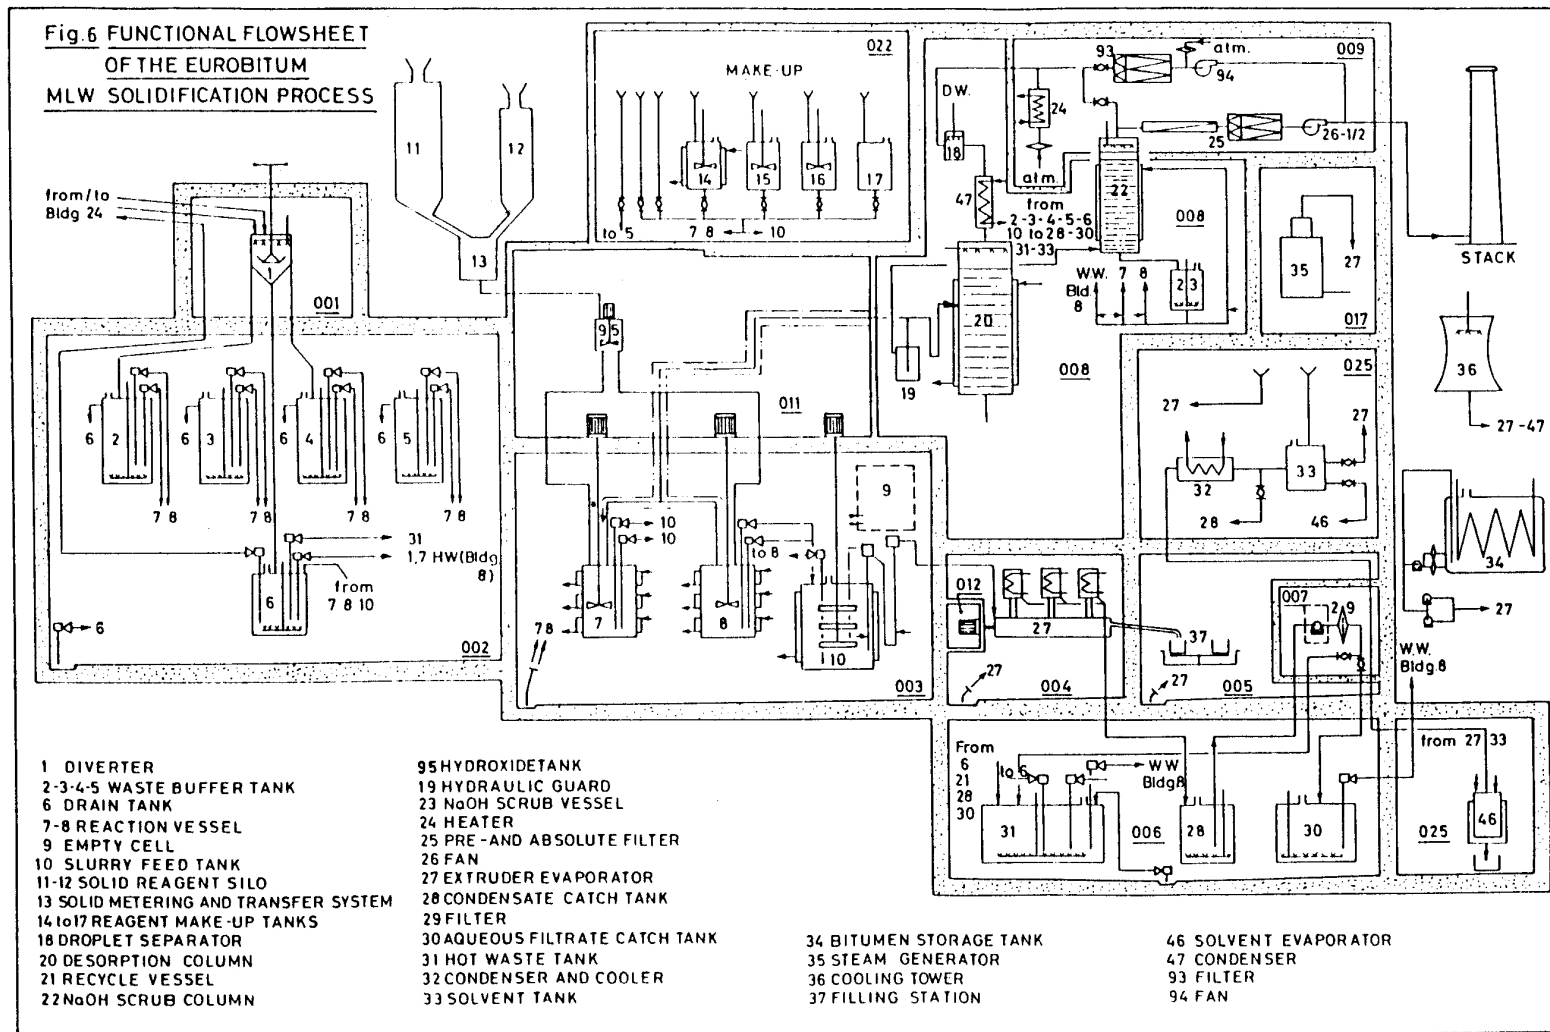 Fig.6 FUNCTIONAL FLOWSHEET
OF THE EUROBITUM
MLW SOLIDIFICATION PROCESS
022
MAKE-UP
11
12
13
14
15
16
17
to 5
7 8
10
009
93
atm.
94
D.W.
24
18
25
26-1/2
47
atm.
from
2-3-4-5-6
10 to 28-30
31-33
22
008
W.W.
Bld.
8
7
8
23
20
19
008
STACK
35
27
017
36
27-47
from/to
Bldg 24
1
001
6
2
6
3
6
4
6
5
7 8
7 8
7 8
7 8
31
1,7 HW(Bldg
8)
from
7 8 10
6
6
002
95
011
9
10
10
to 8
7
8
10
7 8
003
025
27
27
32
33
28
46
34
27
012
27
27
004
37
27
005
007
29
W.W.
Bldg.8
From
6
21
28
30
to 6
WW
Bldg8
31
006
28
30
from 27 33
46
025
1 DIVERTER
2-3-4-5 WASTE BUFFER TANK
6 DRAIN TANK
7-8 REACTION VESSEL
9 EMPTY CELL
10 SLURRY FEED TANK
11-12 SOLID REAGENT SILO
13 SOLID METERING AND TRANSFER SYSTEM
14 to 17 REAGENT MAKE-UP TANKS
18 DROPLET SEPARATOR
20 DESORPTION COLUMN
21 RECYCLE VESSEL
22 NaOH SCRUB COLUMN
95 HYDROXIDETANK
19 HYDRAULIC GUARD
23 NaOH SCRUB VESSEL
24 HEATER
25 PRE-AND ABSOLUTE FILTER
26 FAN
27 EXTRUDER EVAPORATOR
28 CONDENSATE CATCH TANK
29 FILTER
30 AQUEOUS FILTRATE CATCH TANK
31 HOT WASTE TANK
32 CONDENSER AND COOLER
33 SOLVENT TANK
34 BITUMEN STORAGE TANK
35 STEAM GENERATOR
36 COOLING TOWER
37 FILLING STATION
46 SOLVENT EVAPORATOR
47 CONDENSER
93 FILTER
94 FAN